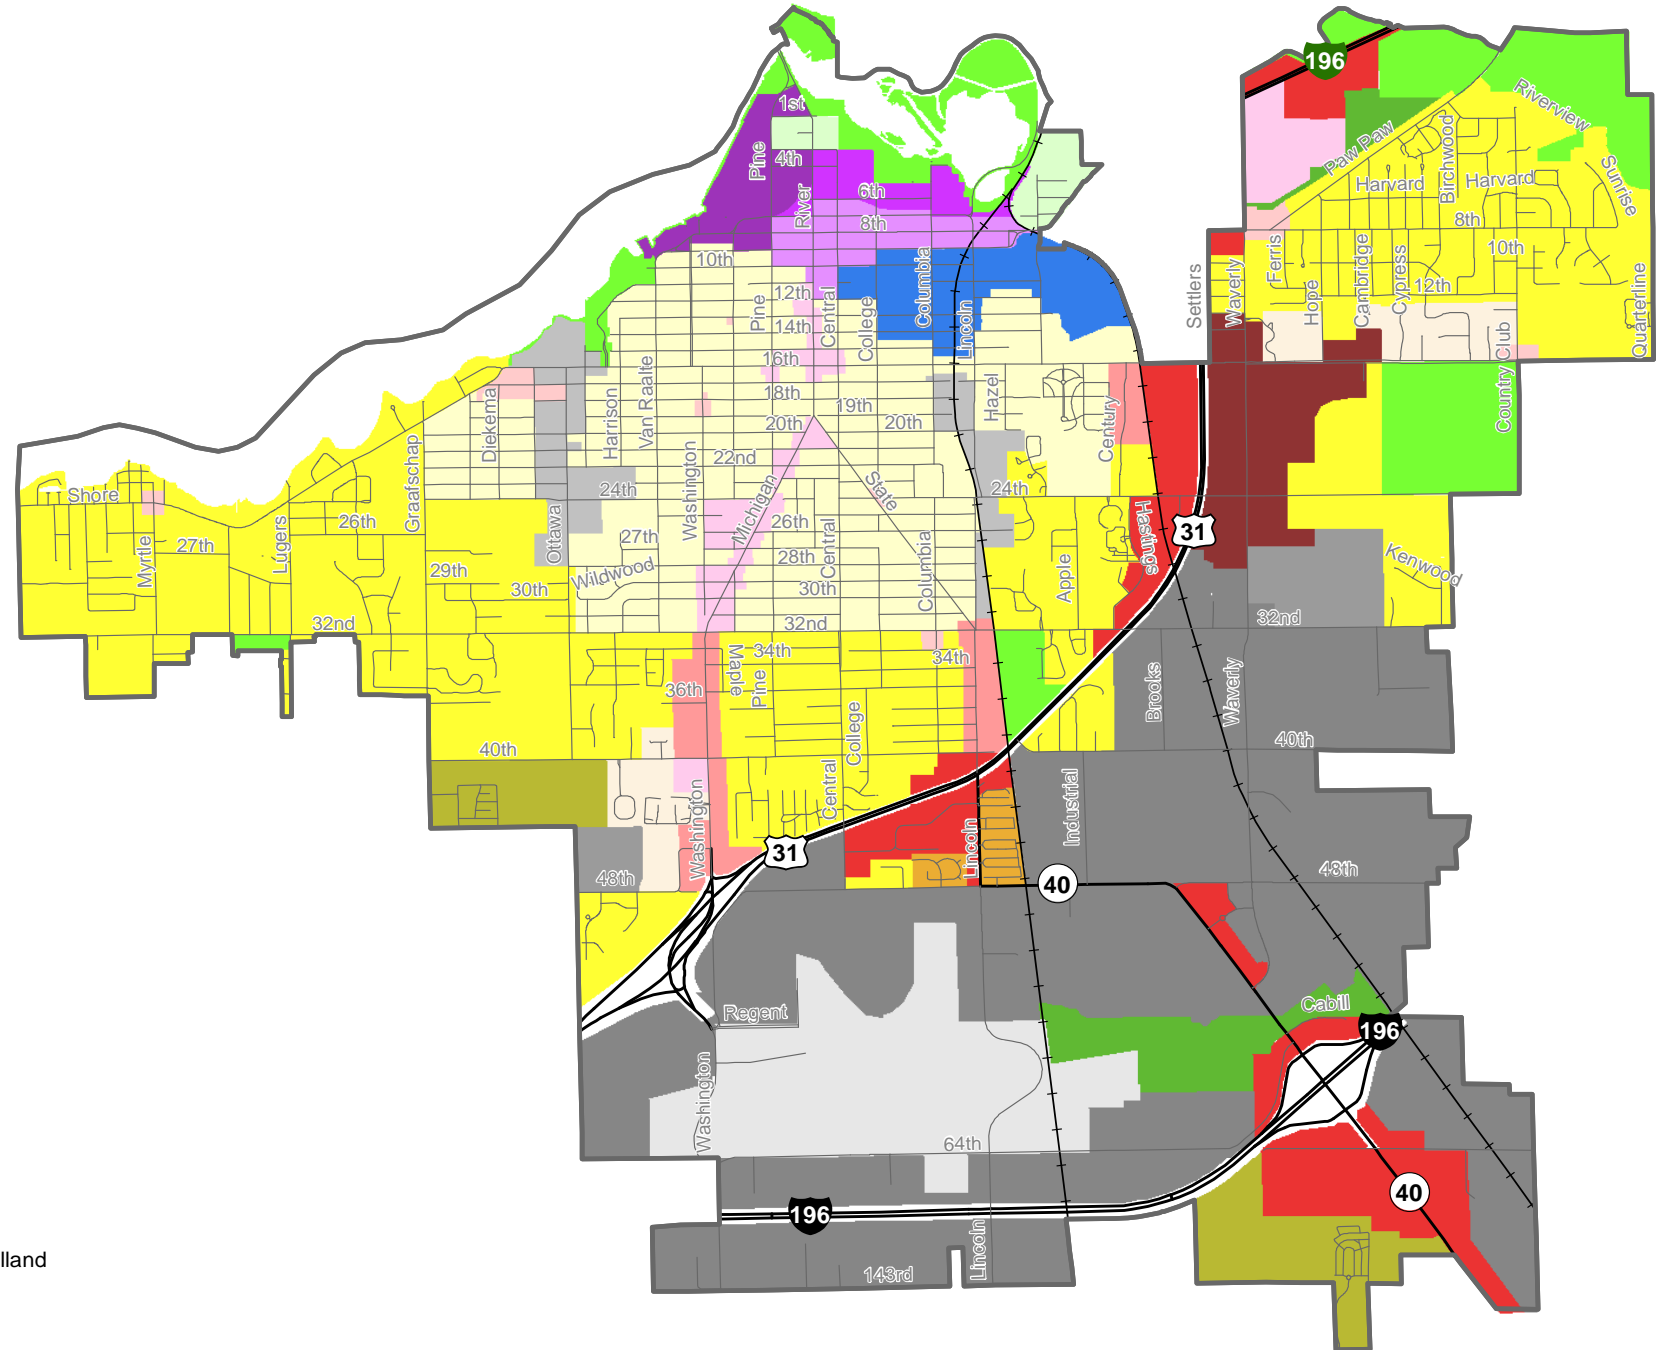 196
Riverview
1st
Paw Paw
Pine
4th
Birchwood
Harvard
Harvard
Sunrise
River
6th
8th
8th
10th
10th
Ferris
Cambridge
Cypress
12th
Settlers
Waverly
Hope
Quarterline
12th
Pine
Central
College
Columbia
Lincoln
14th
16th
Club
Country
18th
19th
20th
20th
Diekema
Harrison
Van Raalte
Hazel
Century
Graafschap
Washington
22nd
State
24th
24th
Shore
Michigan
26th
26th
Hastings
31
Myrtle
27th
Lugers
Ottawa
27th
28th
Central
Columbia
Apple
Kenwood
29th
30th
Wildwood
30th
32nd
32nd
32nd
Maple
34th
34th
Pine
36th
Brooks
Waverly
College
40th
40th
Central
Washington
Lincoln
Industrial
31
48th
40
48th
Regent
Cabill
196
Washington
64th
40
196
Lincoln
lland
143rd